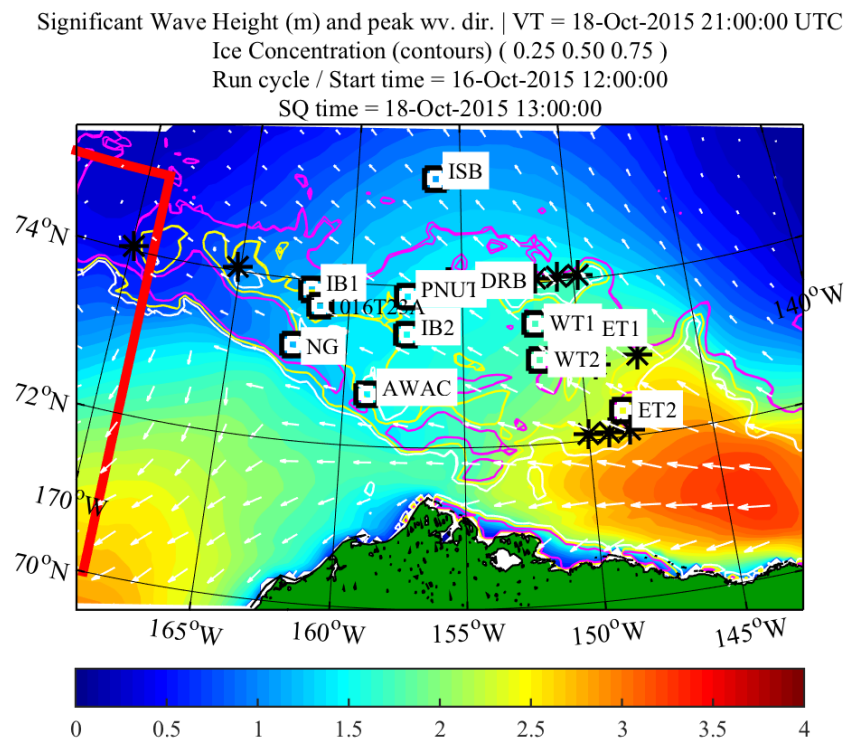 Significant Wave Height (m) and peak wv. dir. | VT = 18-Oct-2015 21:00:00 UTC
Ice Concentration (contours) ( 0.25 0.50 0.75 )
Run cycle / Start time = 16-Oct-2015 12:00:00
SQ time = 18-Oct-2015 13:00:00
ISB
74°N
IB1
PNUT
DRB
140°W
1016T23A
NG
IB2
WT1
ET1
WT2
72°N
AWAC
ET2
170°W
70°N
165°W
160°W
155°W
150°W
145°W
0 0.5 1 1.5 2 2.5 3 3.5 4